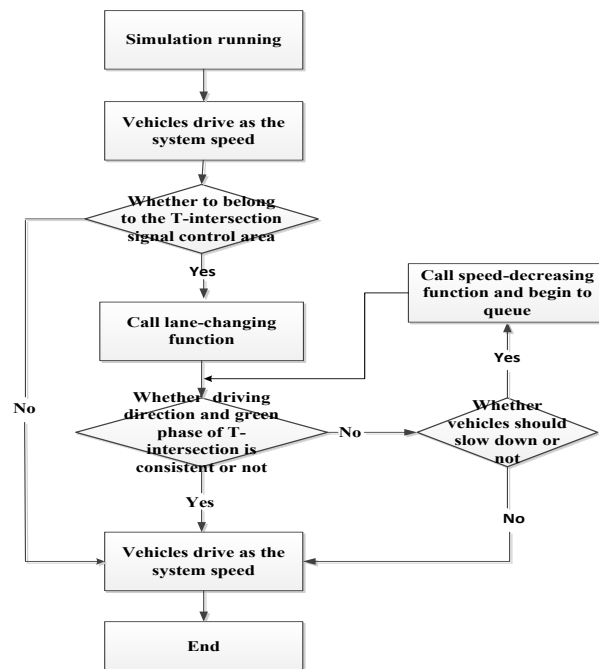 Simulation running
Vehicles drive as the
system speed
Whether to belong
to the T-intersection
signal control area
Yes
Call speed-decreasing
function and begin to
queue
Call lane-changing
function
Yes
No
Whether driving
direction and green
phase of T-
intersection is
consistent or not
No
Whether
vehicles should
slow down or
not
Yes
No
Vehicles drive as the
system speed
End